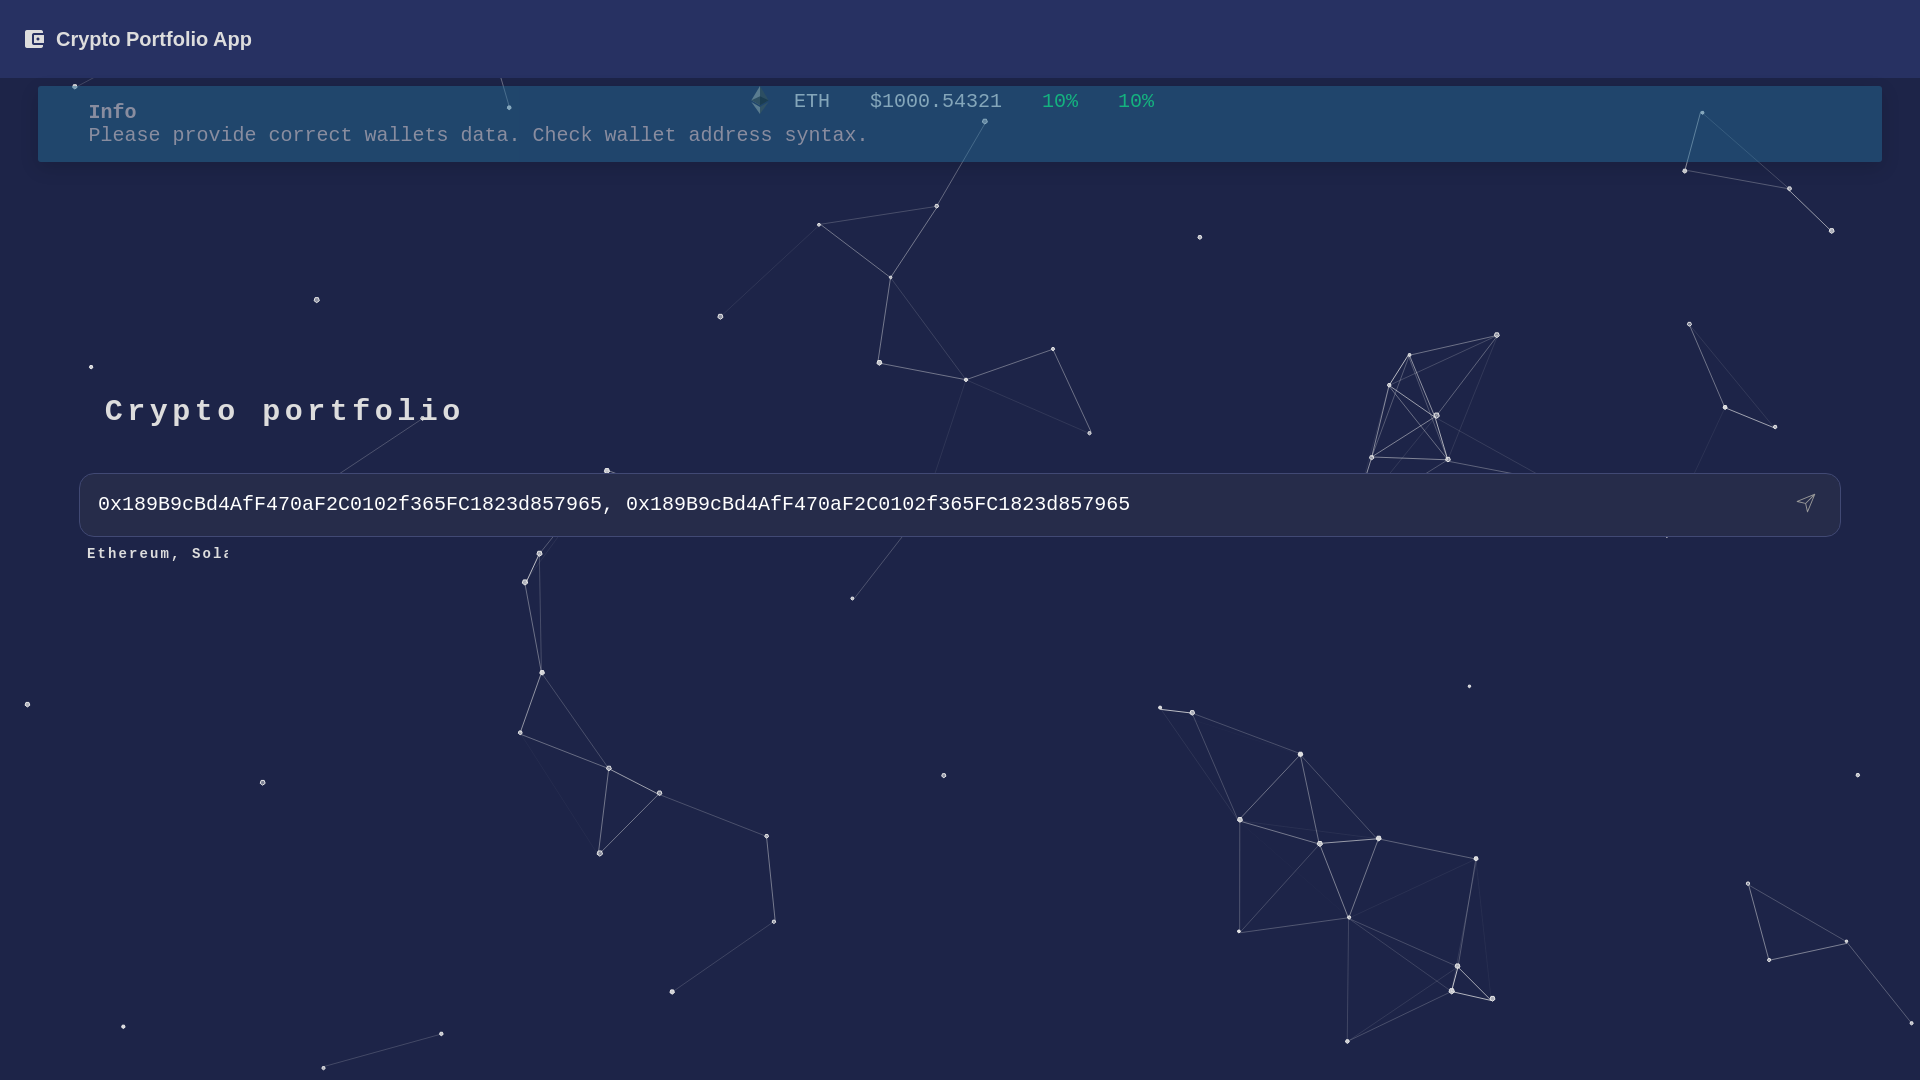 Crypto Portfolio App
ETH $1000.54321 10% 10%
Info
Please provide correct wallets data. Check wallet address syntax.
Crypto portfolio
0x189B9cBd4AfF470aF2C0102f365FC1823d857965, 0x189B9cBd4AfF470aF2C0102f365FC1823d857965
Ethereum, Sola